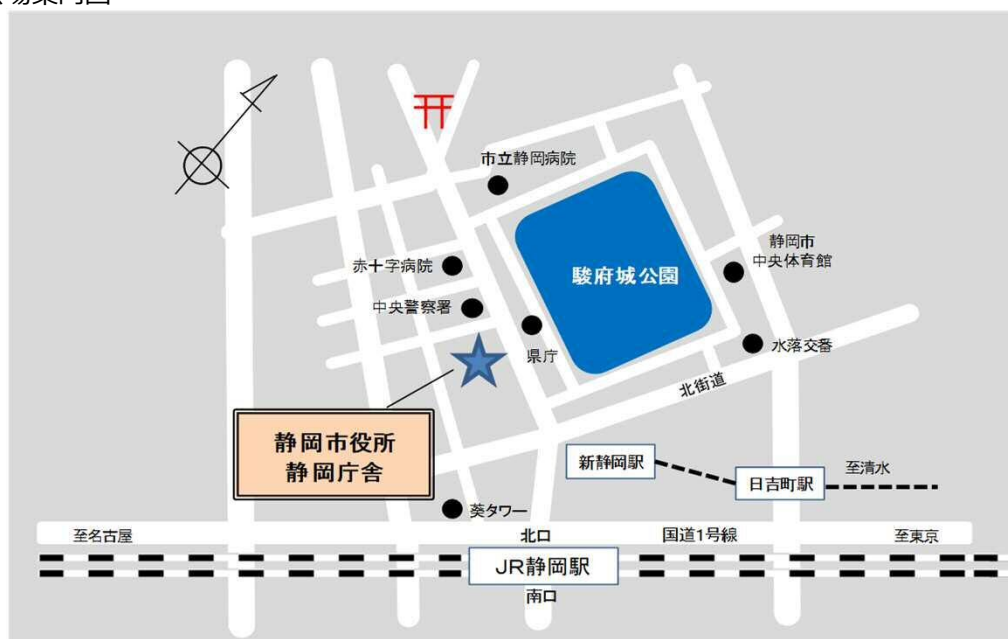 場案内図
市立静岡病院
静岡市
中央体育館
赤十字病院
駿府城公園
中央警察署
県庁
水落交番
北街道
静岡市役所
静岡庁舎
新静岡駅
至清水
日吉町駅
葵タワー
至名古屋
北口
国道1号線
至東京
JR静岡駅
南口